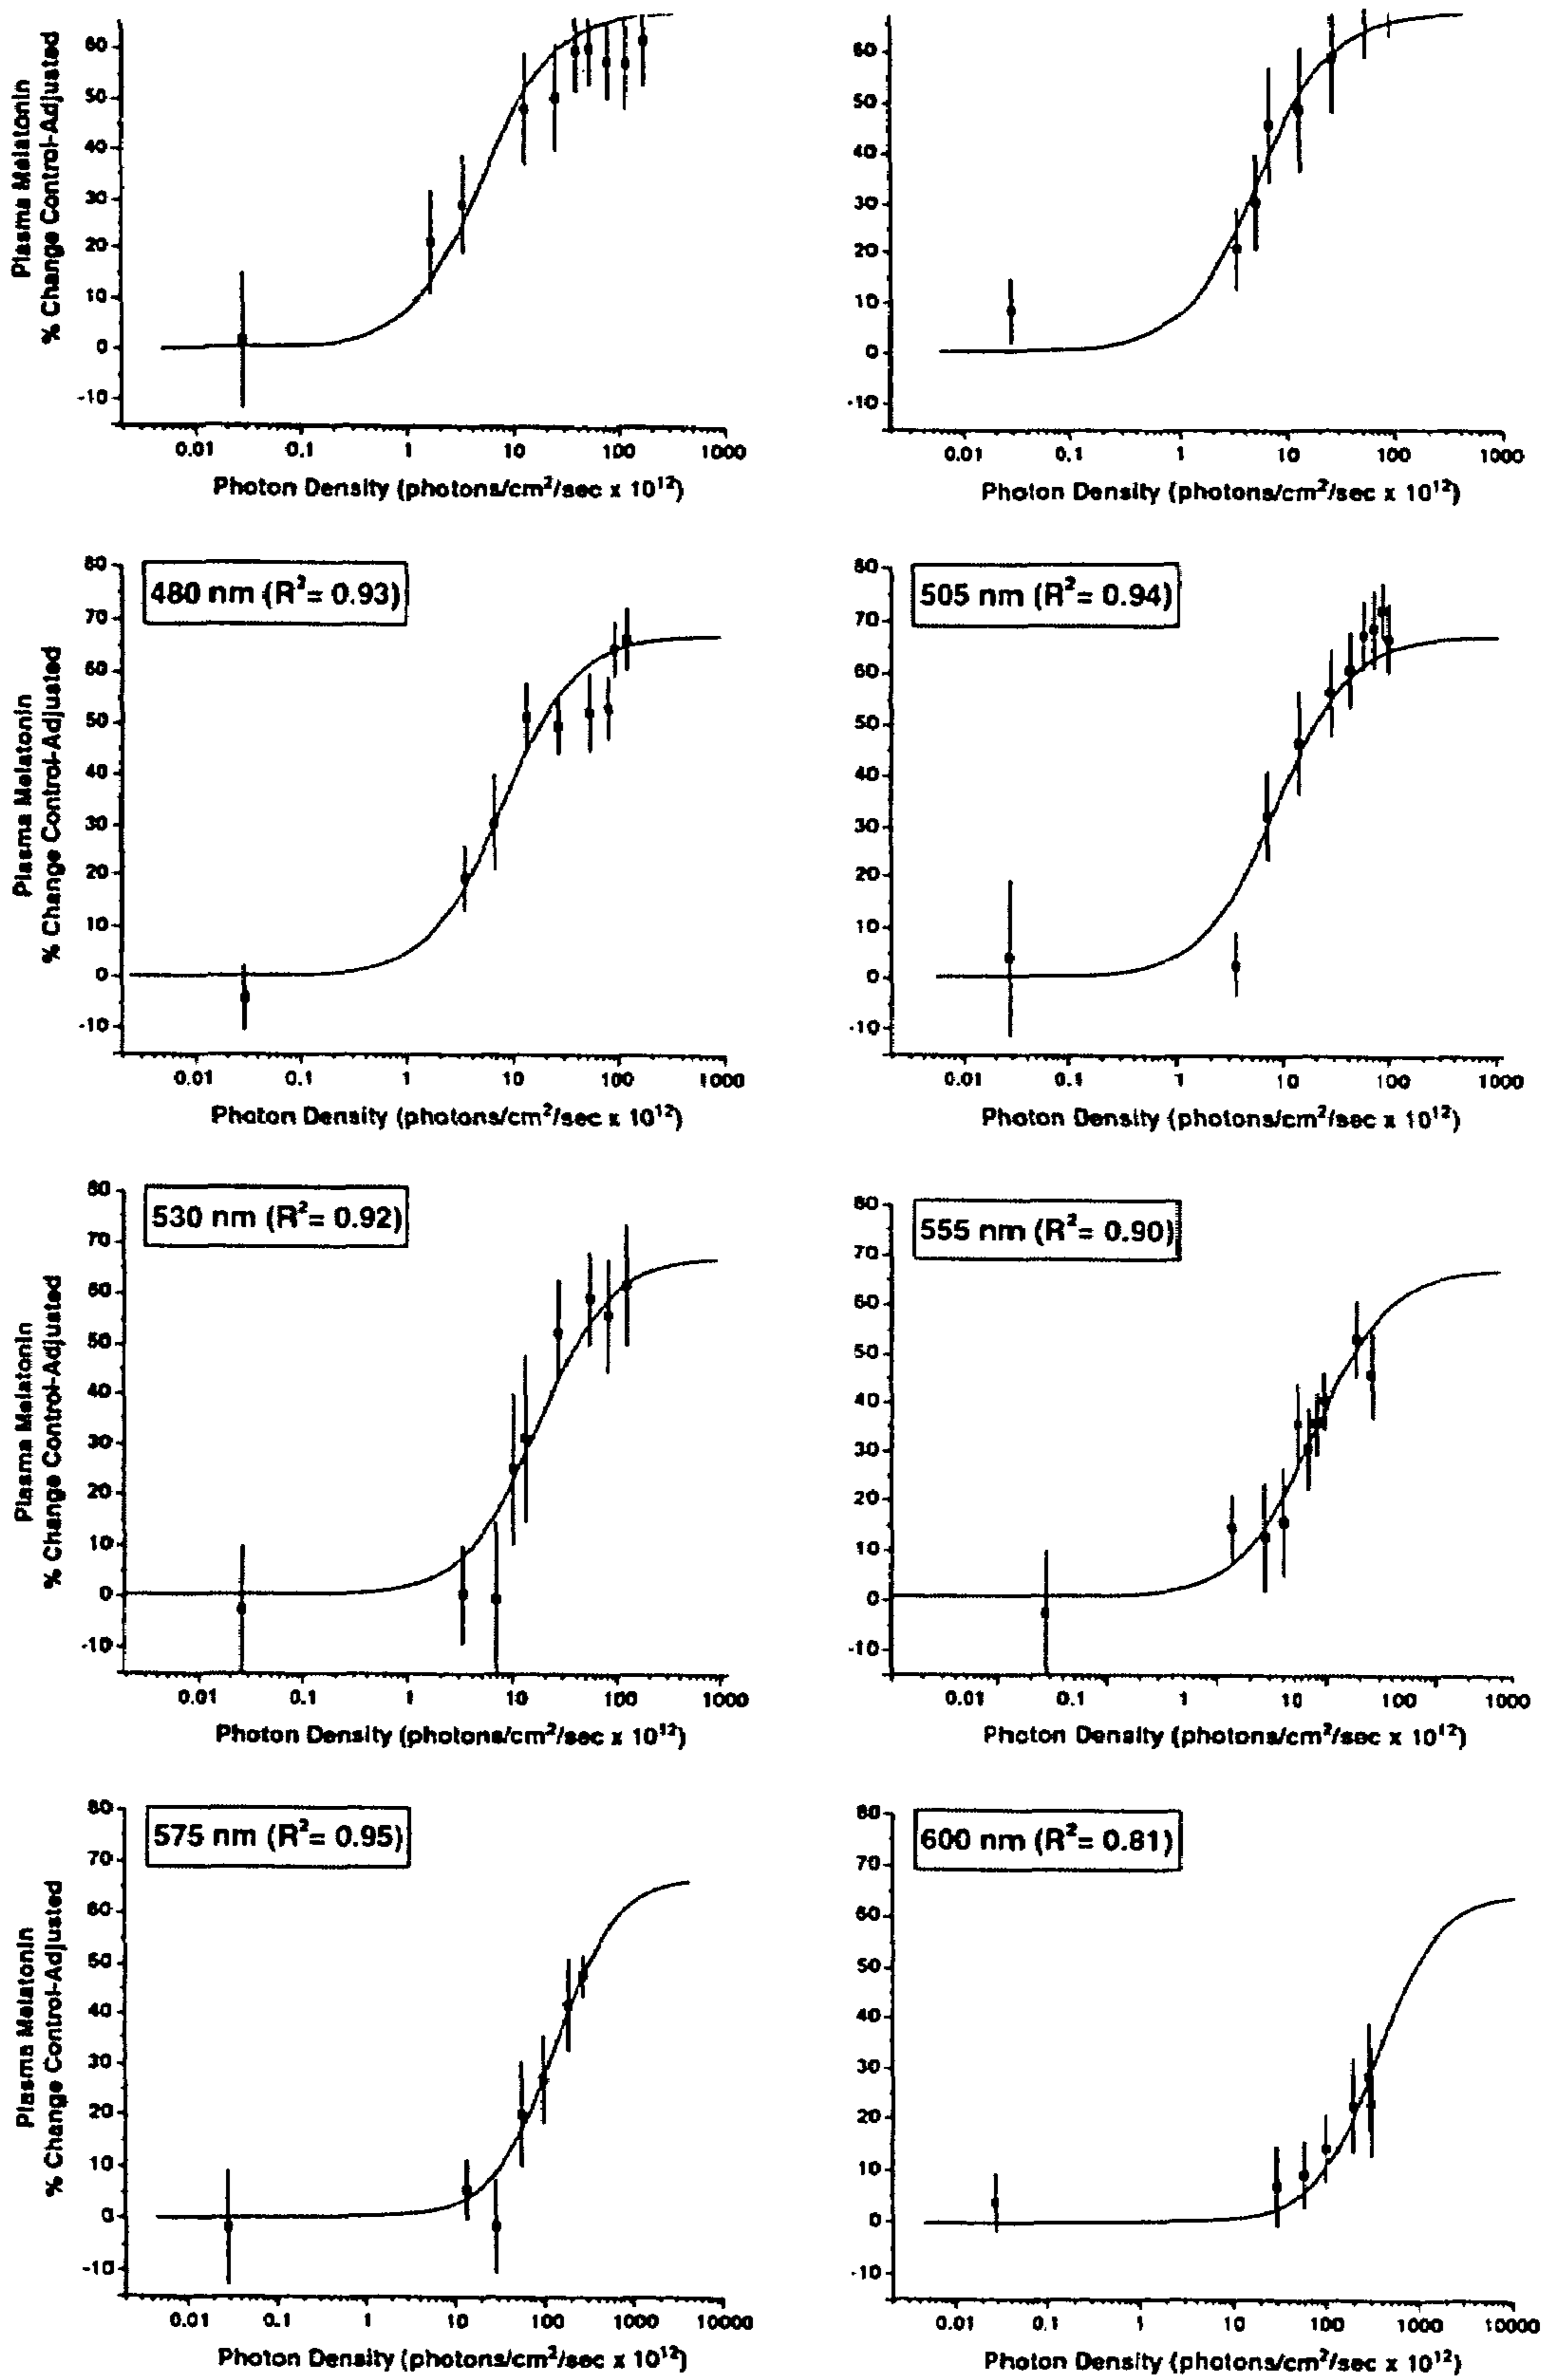 60
50
40
30
20
10
0
-10
Plasma Melatonin
% Change Control-Adjusted
0.01 0.1 1 10 100 1000
Photon Density (photons/cm²/sec x 10¹²)
60
50
40
30
20
10
0
-10
0.01 0.1 1 10 100 1000
Photon Density (photons/cm²/sec x 10¹²)
480 nm (R²= 0.93)
80
70
60
50
40
30
20
10
0
-10
Plasma Melatonin
% Change Control-Adjusted
0.01 0.1 1 10 100 1000
Photon Density (photons/cm²/sec x 10¹²)
505 nm (R²= 0.94)
80
70
60
50
40
30
20
10
0
-10
0.01 0.1 1 10 100 1000
Photon Density (photons/cm²/sec x 10¹²)
530 nm (R²= 0.92)
80
70
60
50
40
30
20
10
0
-10
Plasma Melatonin
% Change Control-Adjusted
0.01 0.1 1 10 100 1000
Photon Density (photons/cm²/sec x 10¹²)
555 nm (R²= 0.90)
80
70
60
50
40
30
20
10
0
-10
0.01 0.1 1 10 100 1000
Photon Density (photons/cm²/sec x 10¹²)
575 nm (R²= 0.95)
80
70
60
50
40
30
20
10
0
-10
Plasma Melatonin
% Change Control-Adjusted
0.01 0.1 1 10 100 1000 10000
Photon Density (photons/cm²/sec x 10¹²)
600 nm (R²= 0.81)
80
70
60
50
40
30
20
10
0
-10
0.01 0.1 1 10 100 1000 10000
Photon Density (photons/cm²/sec x 10¹²)